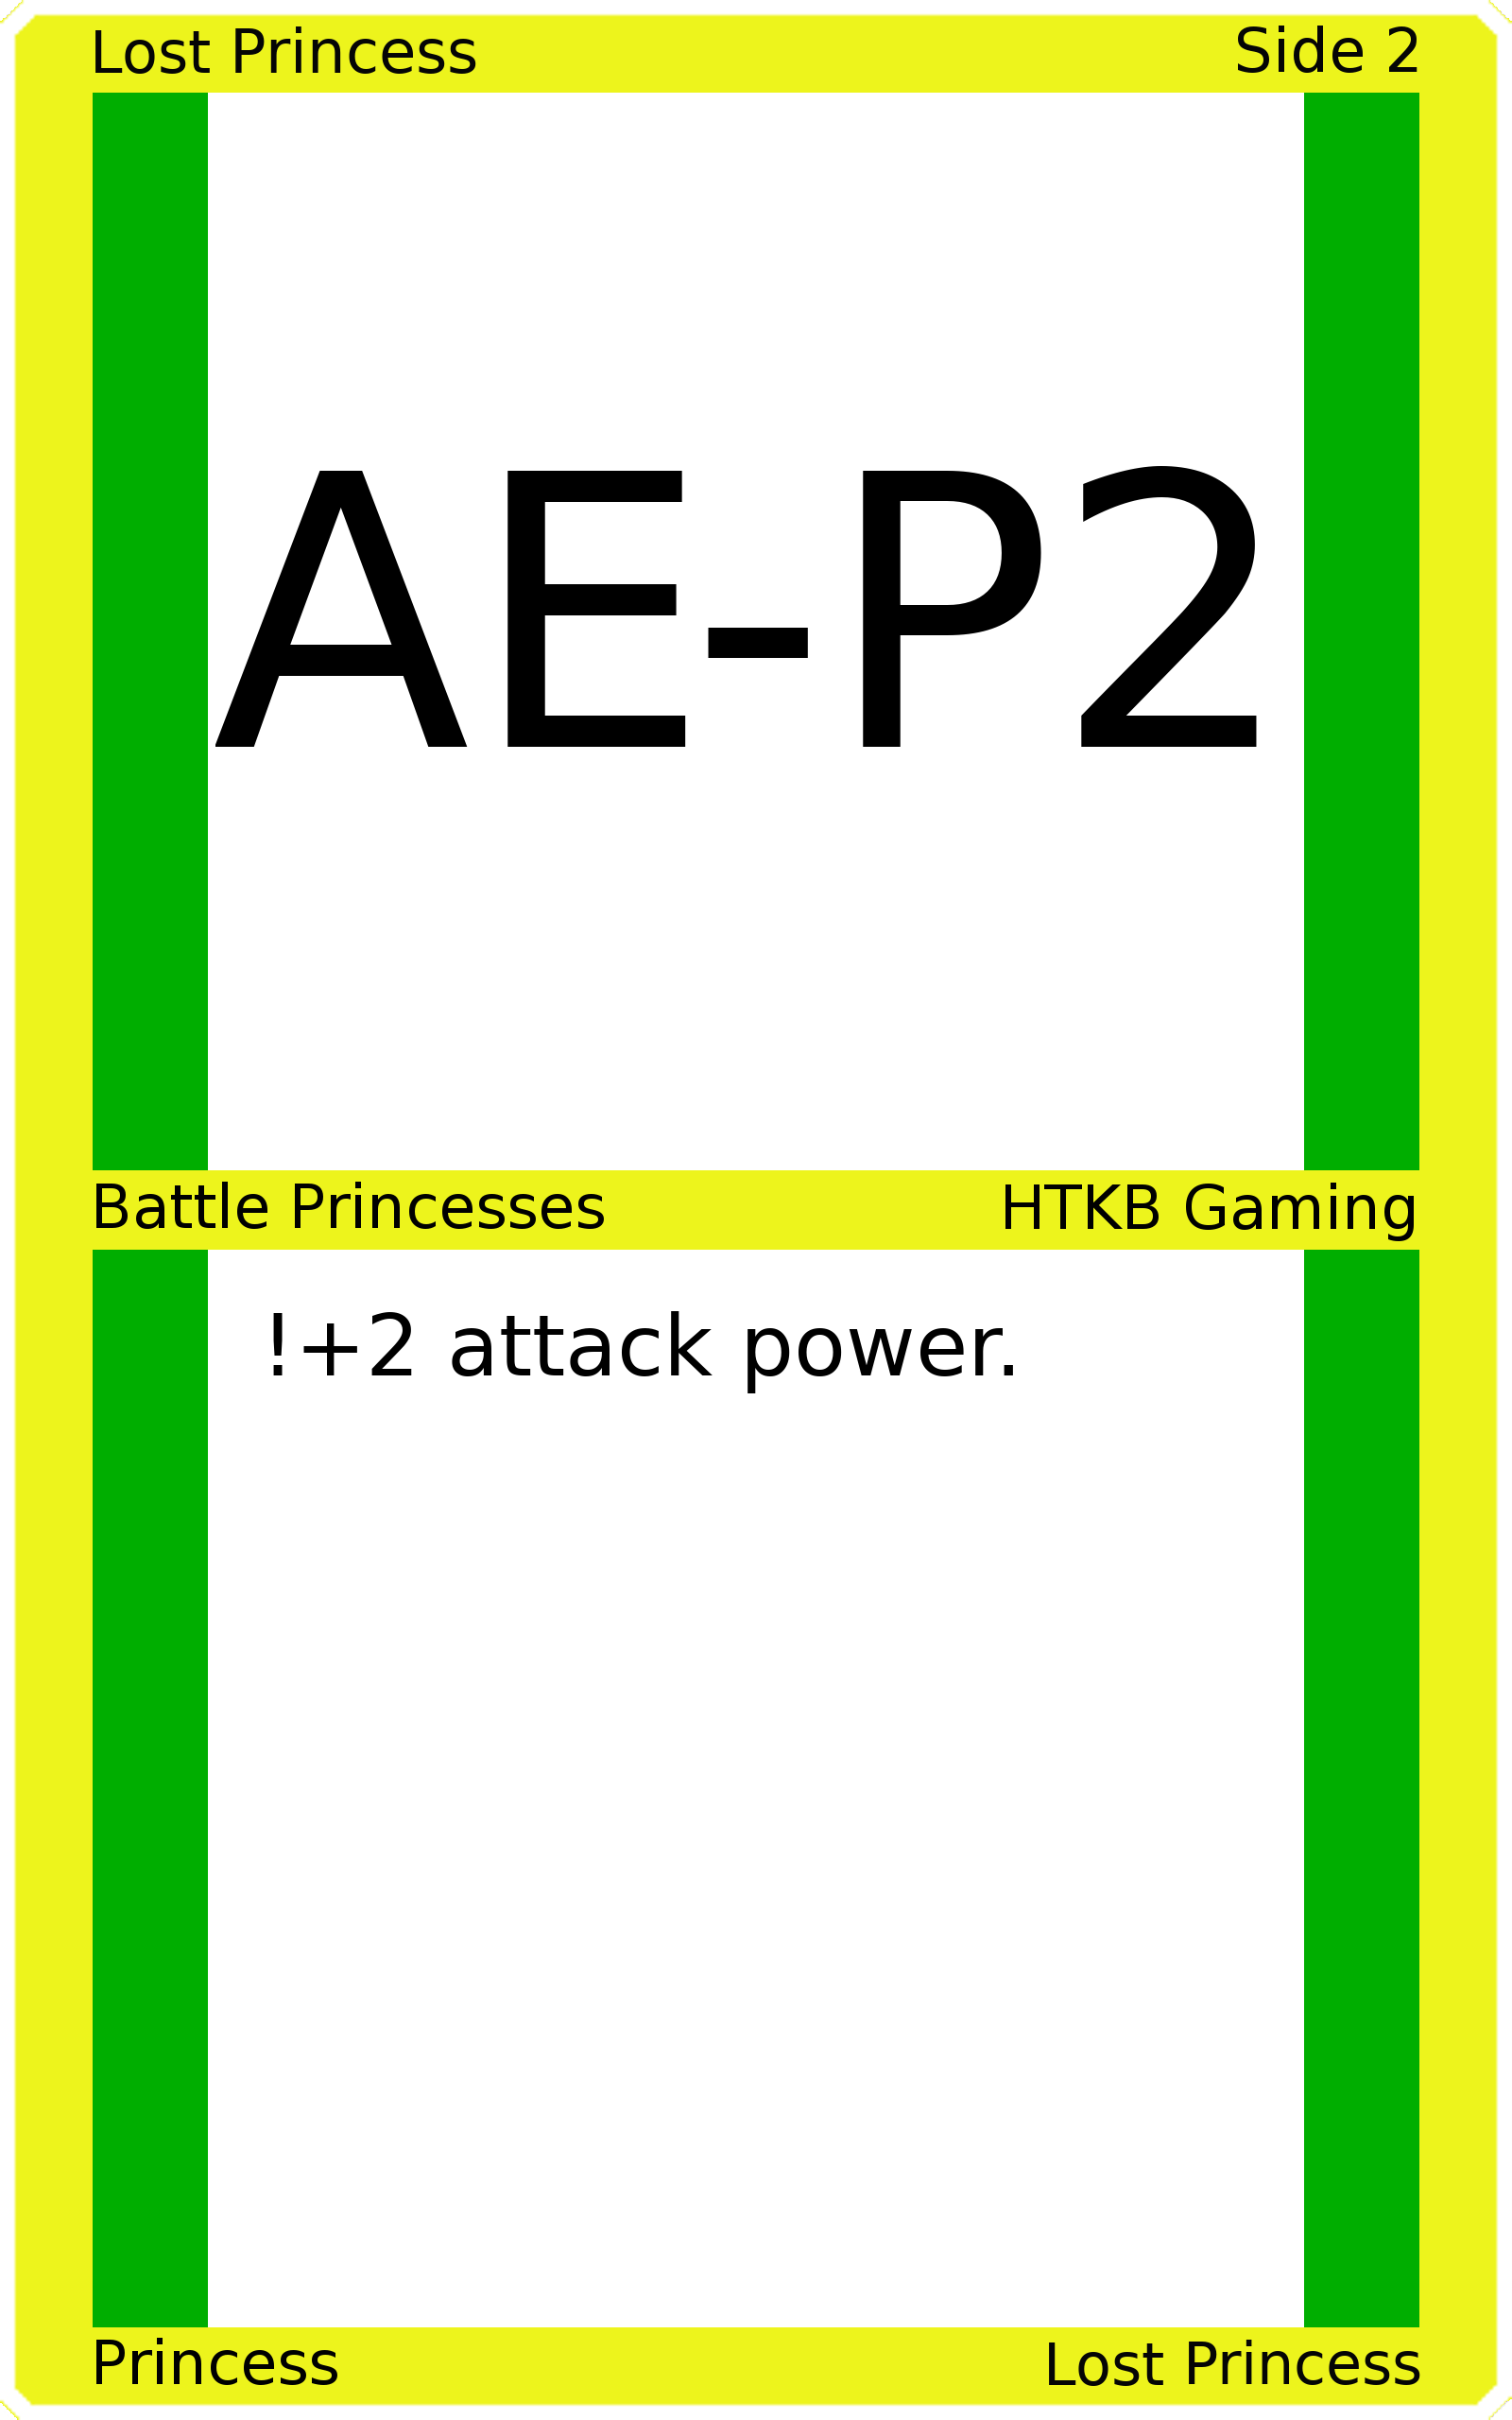 Lost Princess Side 2
AE-P2
Battle Princesses HTKB Gaming
!+2 attack power.
Princess Lost Princess